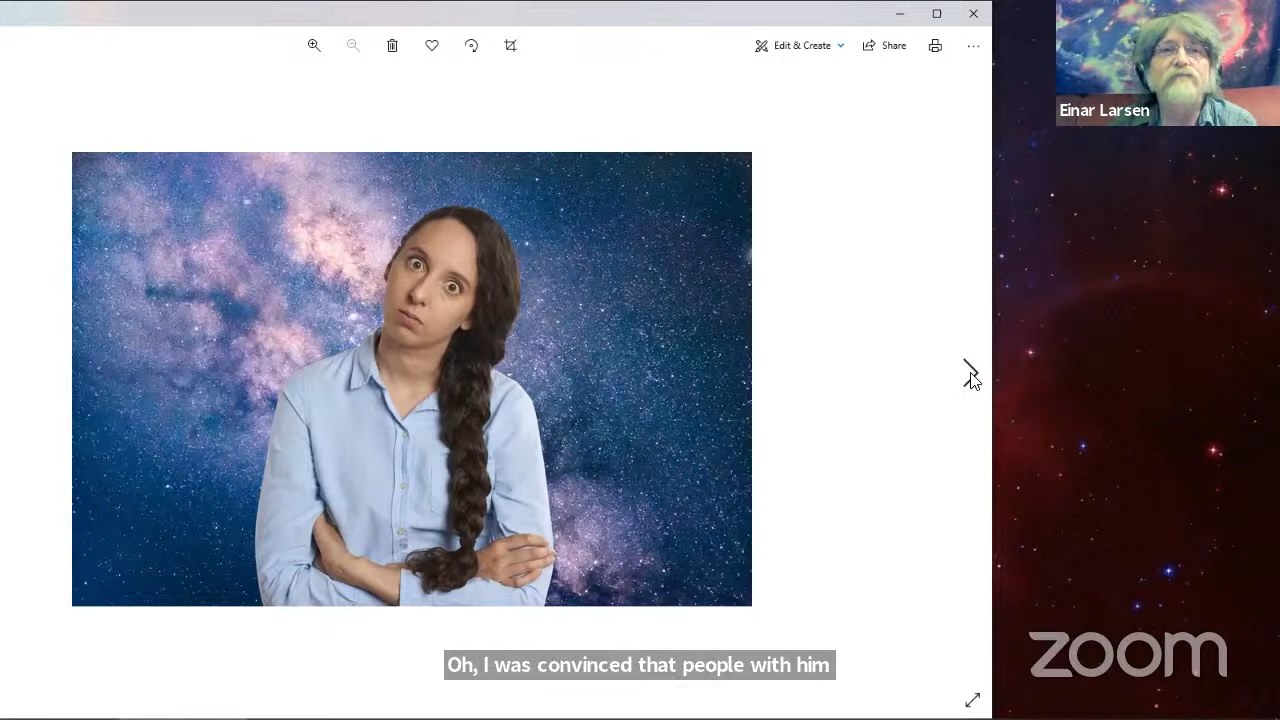 Edit & Create
Share
Einar Larsen
Oh, I was convinced that people with him
zoom